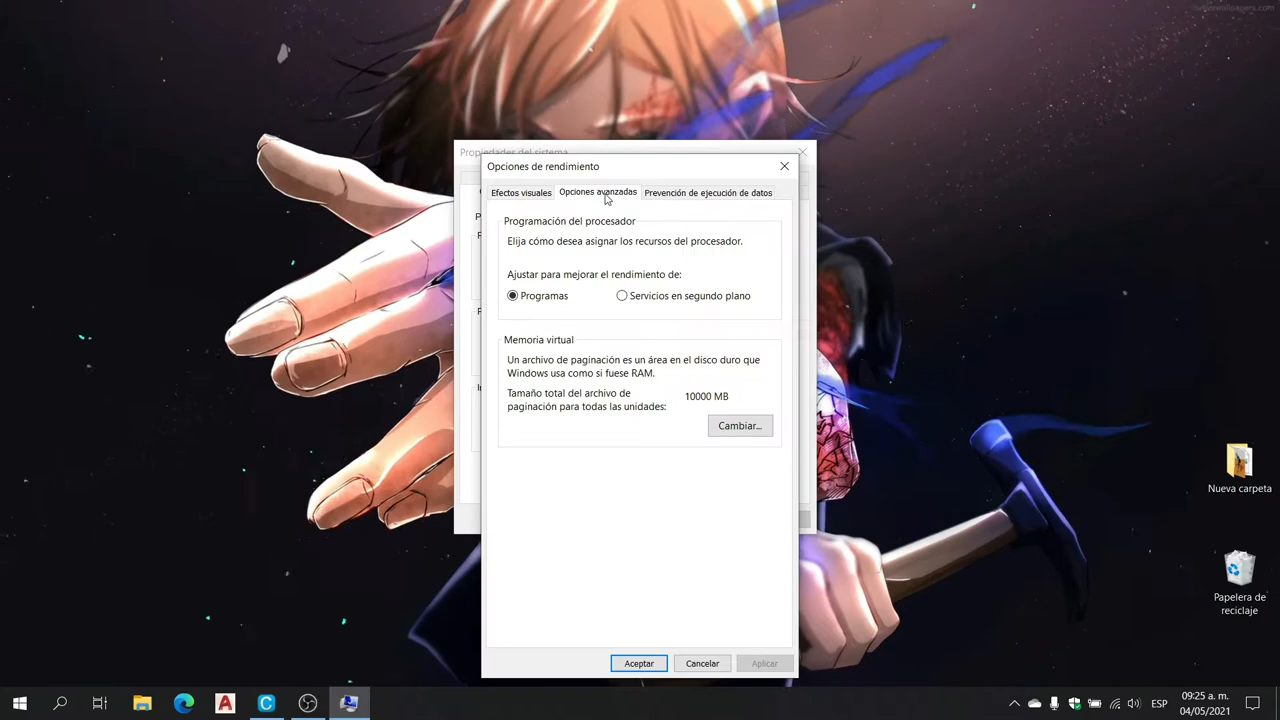 Propiedades del sistema
Opciones de rendimiento
Efectos visuales
Opciones avanzadas
Prevención de ejecución de datos
Programación del procesador
Elija cómo desea asignar los recursos del procesador.
Ajustar para mejorar el rendimiento de:
Programas
Servicios en segundo plano
Memoria virtual
Un archivo de paginación es un área en el disco duro que
Windows usa como si fuese RAM.
Tamaño total del archivo de
paginación para todas las unidades:
10000 MB
Cambiar...
Aceptar
Cancelar
Aplicar
Nueva carpeta
Papelera de
reciclaje
ESP
09:25 a. m.
04/05/2021